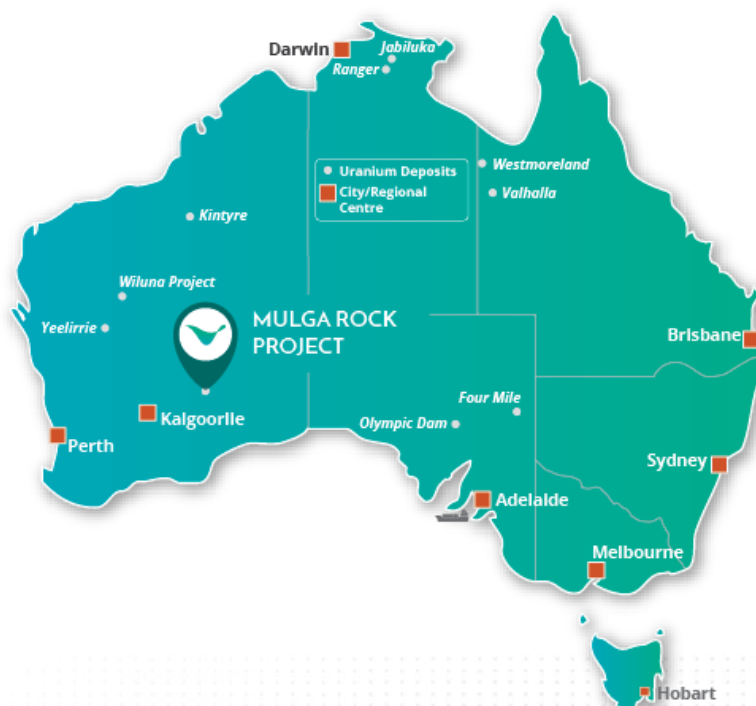 Darwin
Jabiluka
Ranger
Uranium Deposits
City/Regional
Centre
Westmoreland
Valhalla
Kintyre
Wiluna Project
Yeelirrie
MULGA ROCK
PROJECT
Brisbane
Four Mile
Olympic Dam
Kalgoorlie
Perth
Sydney
Adelaide
Melbourne
Hobart